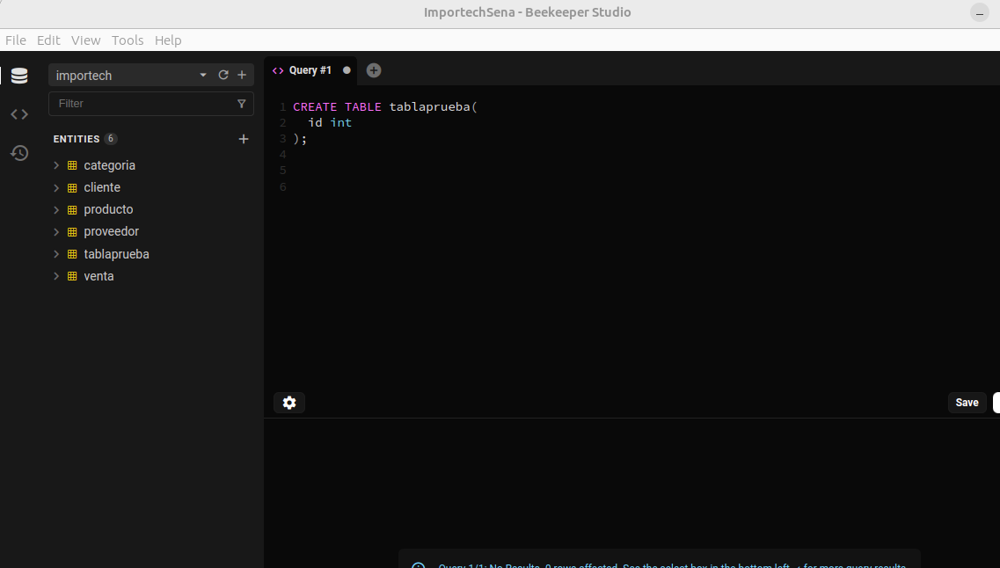 ImportechSena - Beekeeper Studio
File Edit View Tools Help
importech
Filter
ENTITIES 6
categoria
cliente
producto
proveedor
tablaprueba
venta
Query #1
1 CREATE TABLE tablaprueba(
2 id int
3 );
4
5
6
Save
Query 1/1: No Results. 0 rows affected. See the select box in the bottom left ↙ for more query results.